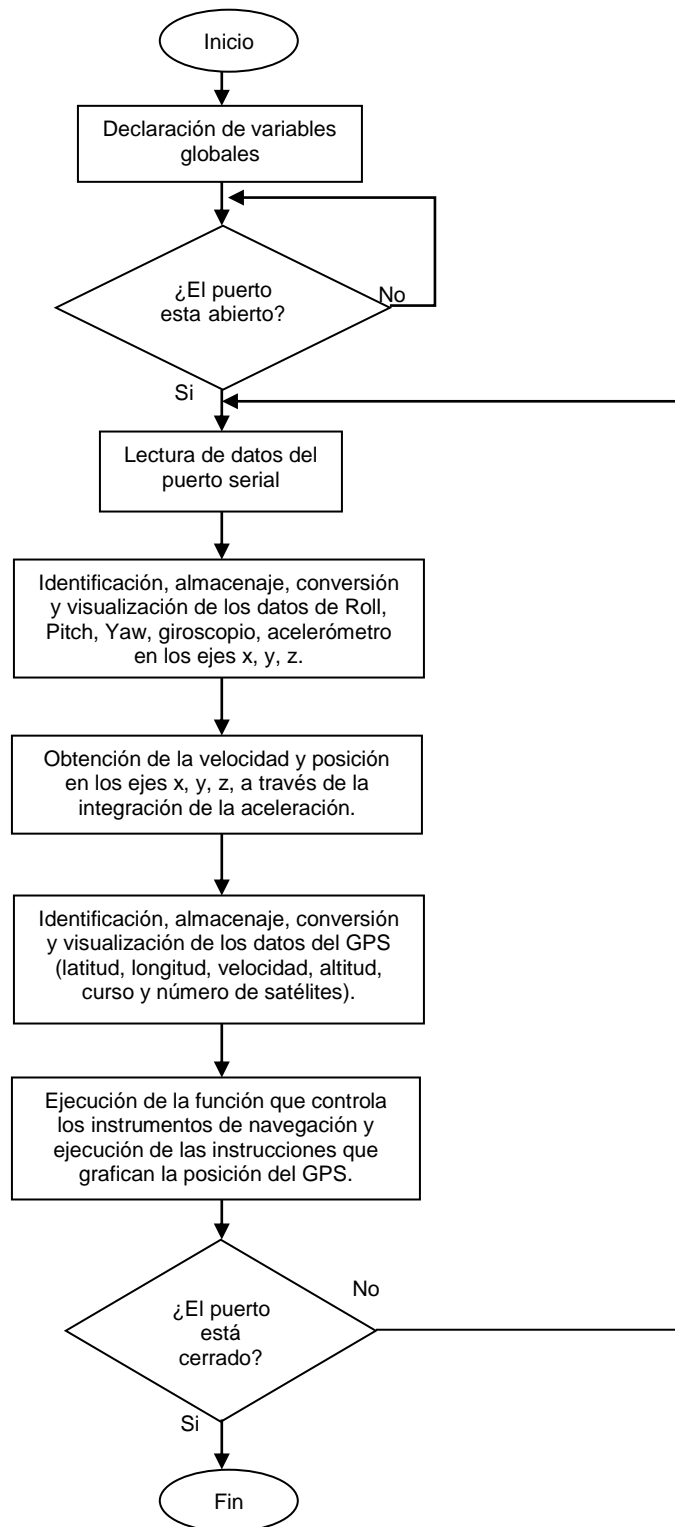 Inicio
Declaración de variables
globales
¿El puerto
esta abierto?
No
Si
Lectura de datos del
puerto serial
Identificación, almacenaje, conversión
y visualización de los datos de Roll,
Pitch, Yaw, giroscopio, acelerómetro
en los ejes x, y, z.
Obtención de la velocidad y posición
en los ejes x, y, z, a través de la
integración de la aceleración.
Identificación, almacenaje, conversión
y visualización de los datos del GPS
(latitud, longitud, velocidad, altitud,
curso y número de satélites).
Ejecución de la función que controla
los instrumentos de navegación y
ejecución de las instrucciones que
grafican la posición del GPS.
No
¿El puerto
está
cerrado?
Si
Fin